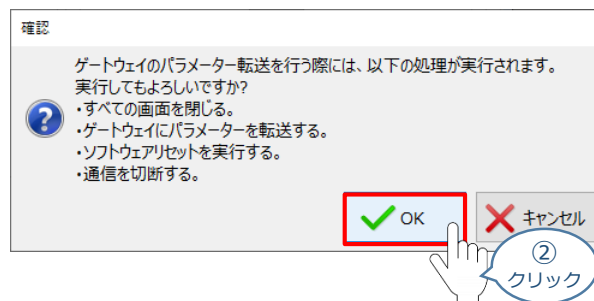 確認
ゲートウェイのパラメーター転送を行う際には、以下の処理が実行されます。
実行してもよろしいですか?
・すべての画面を閉じる。
・ゲートウェイにパラメーターを転送する。
・ソフトウェアリセットを実行する。
・通信を切断する。
OK
キャンセル
②
クリック